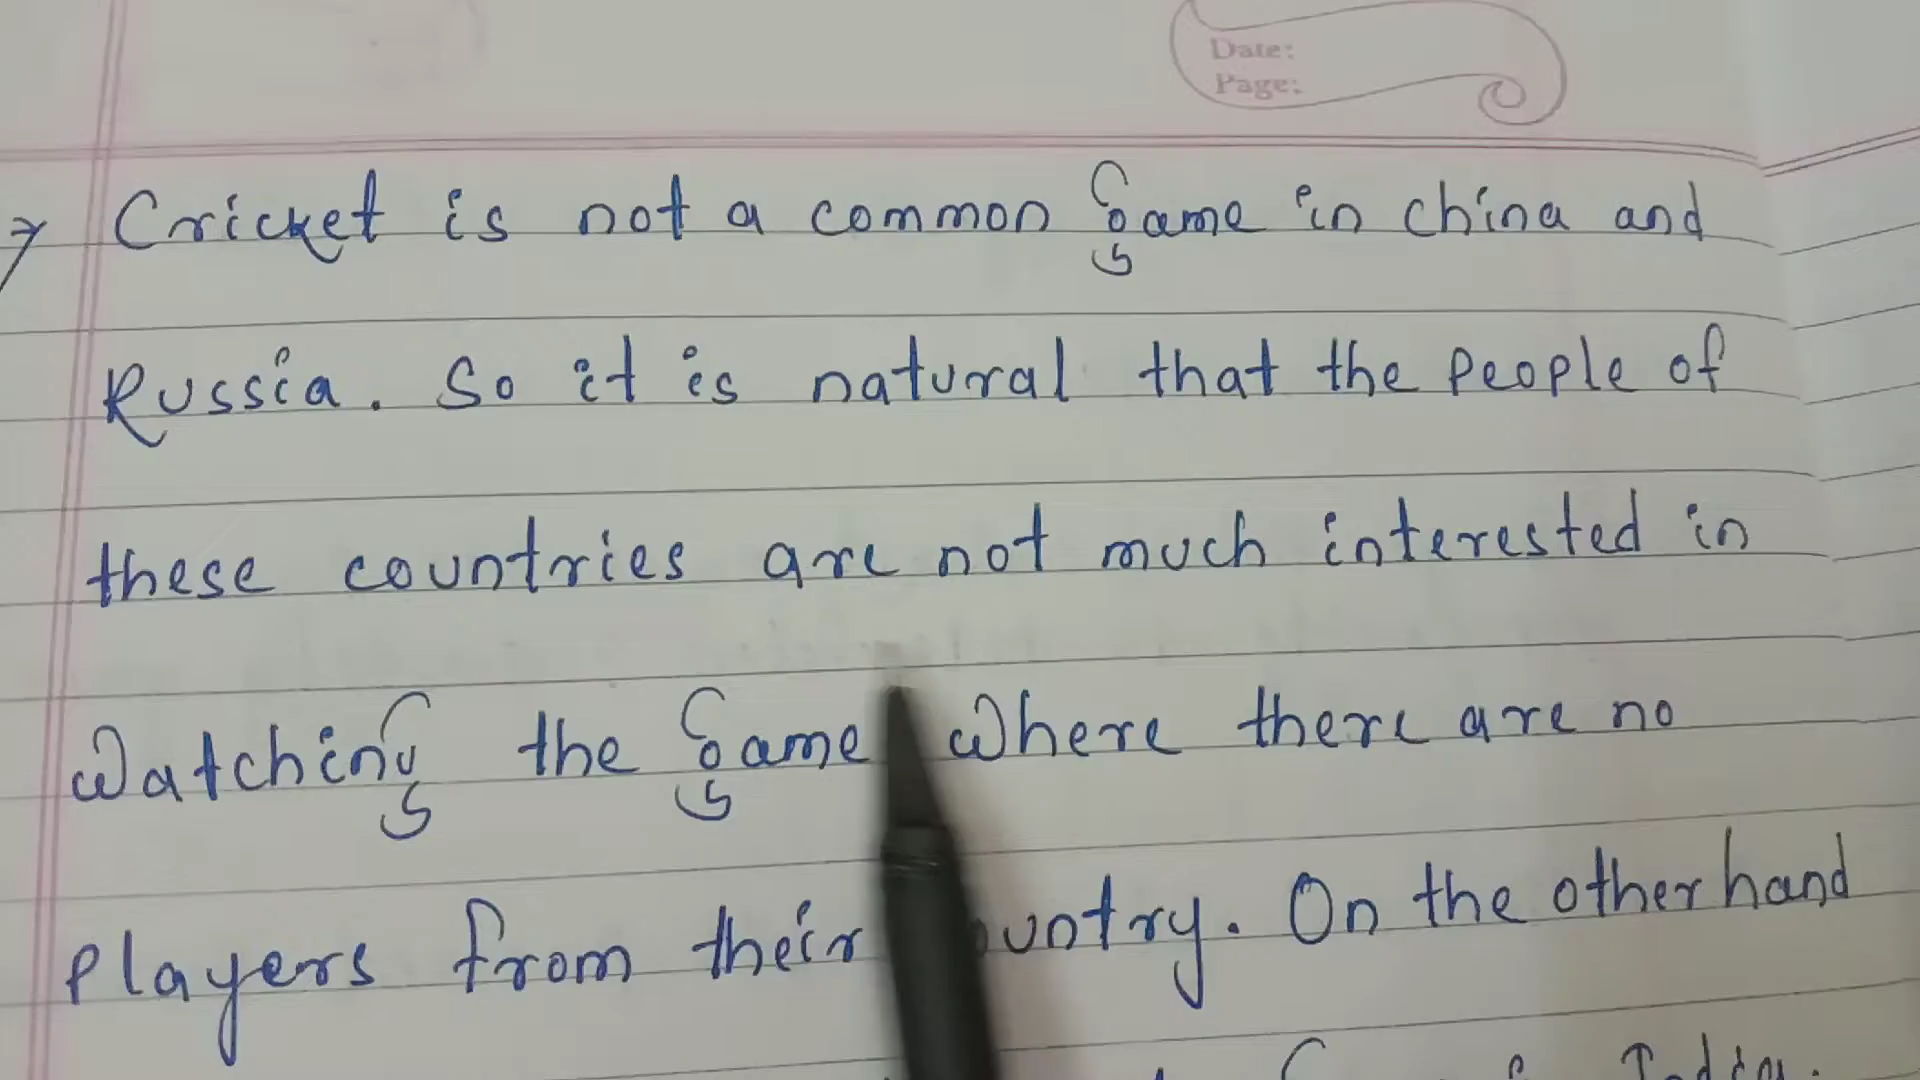 Date:
Page:
Cricket is not a common Game in china and
Russia. So it is natural that the people of
these countries are not much interested in
Watching the Game Where there are no
players from their ountry. On the other hand
India.